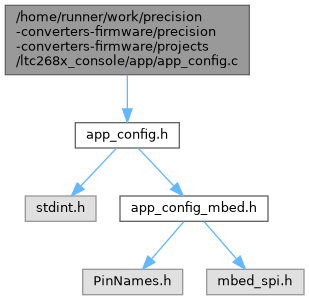 /home/runner/work/precision
-converters-firmware/precision
-converters-firmware/projects
/ltc268x_console/app/app_config.c
app_config.h
stdint.h
app_config_mbed.h
PinNames.h
mbed_spi.h